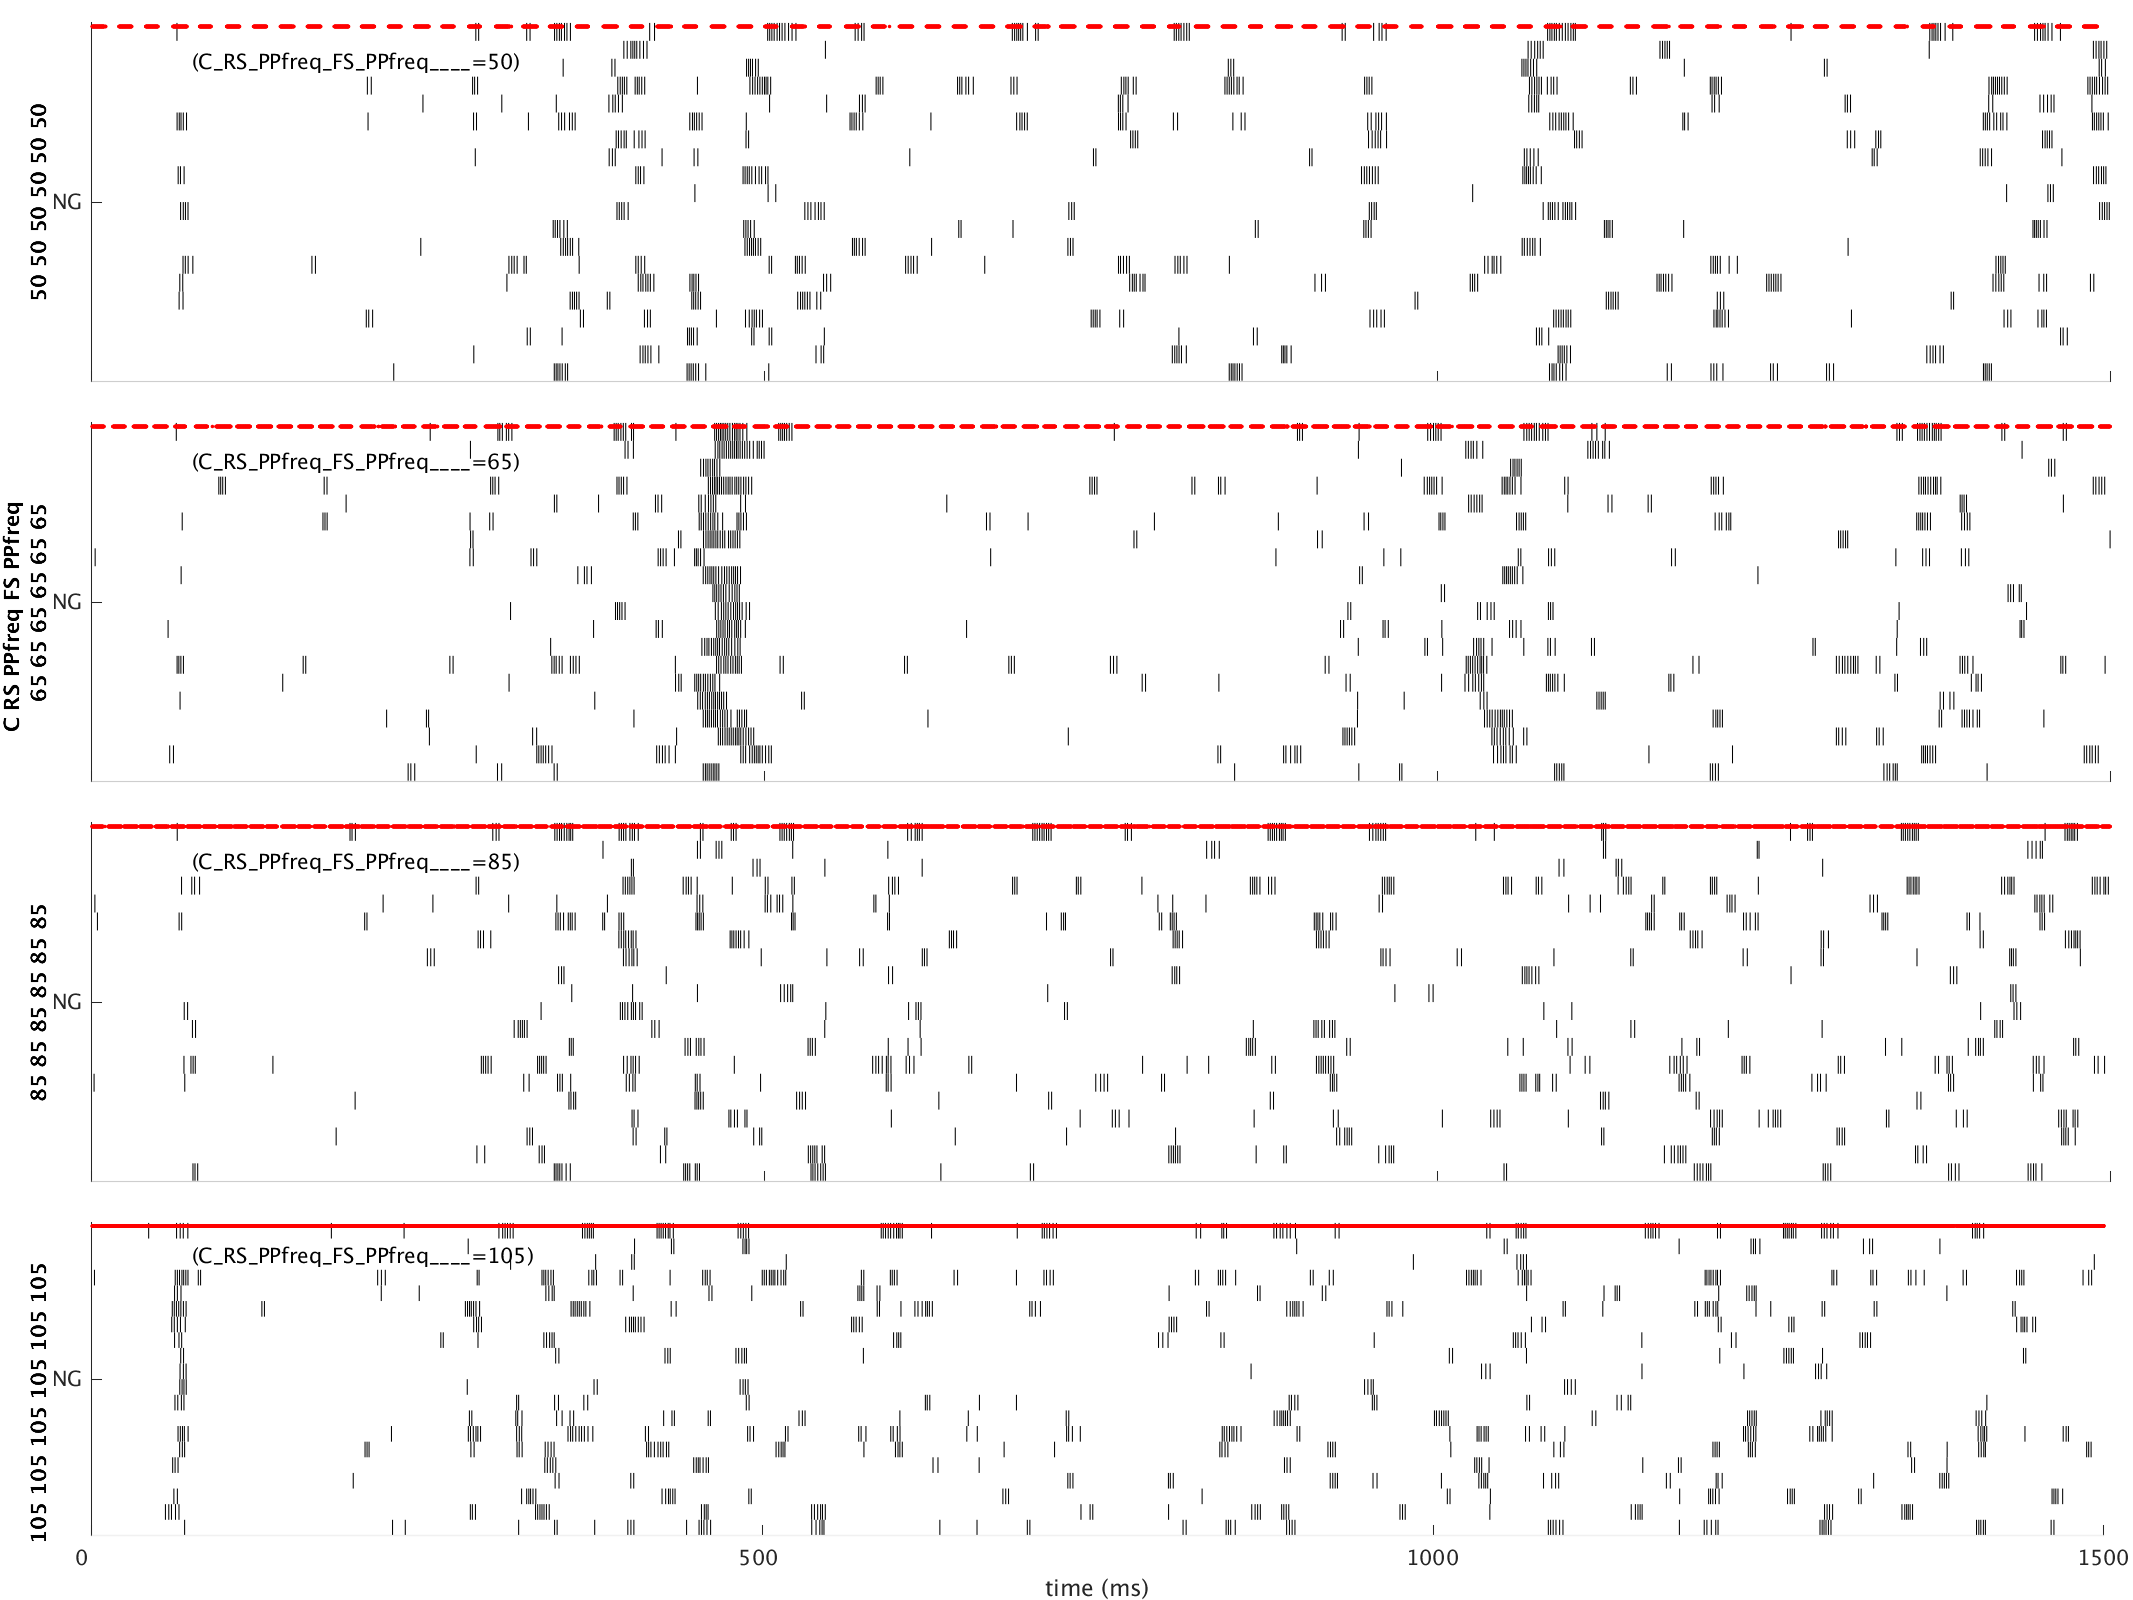 (C_RS_PPfreq_FS_PPfreq____=50)
50 50 50 50 50 50
NG
(C_RS_PPfreq_FS_PPfreq____=65)
C RS PPfreq FS PPfreq
65 65 65 65 65 65
NG
(C_RS_PPfreq_FS_PPfreq____=85)
85 85 85 85 85 85
NG
(C_RS_PPfreq_FS_PPfreq____=105)
105 105 105 105 105 105
NG
0 500 1000 1500
time (ms)